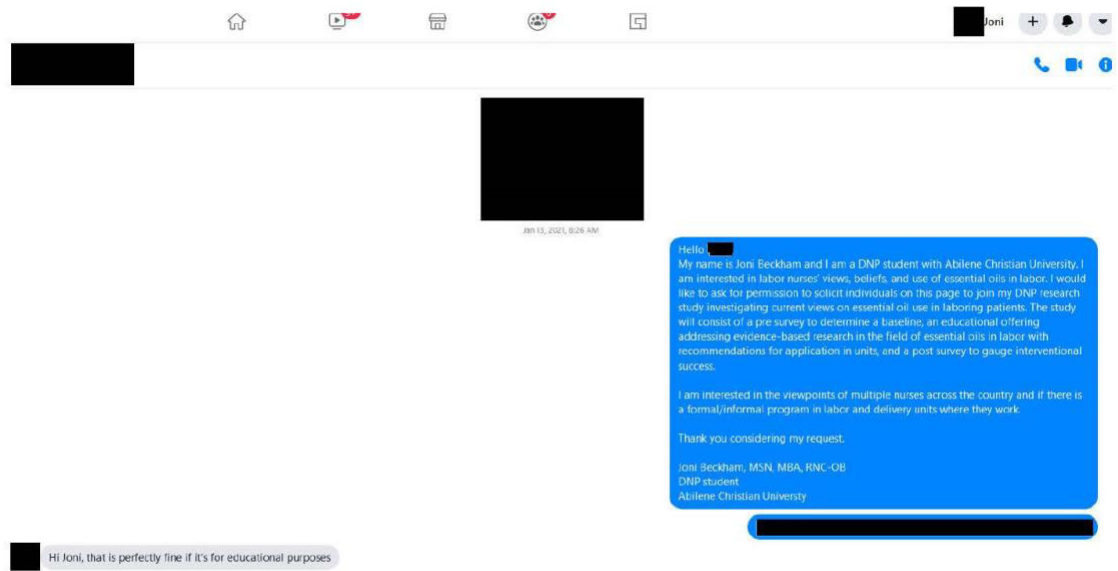 Joni
Jan 13, 2021, 8:26 AM
Hello
My name is Joni Beckham and I am a DNP student with Abilene Christian University. I
am interested in labor nurses' views, beliefs, and use of essential oils in labor. I would
like to ask for permission to solicit individuals on this page to join my DNP research
study investigating current views on essential oil use in laboring patients. The study
will consist of a pre survey to determine a baseline, an educational offering
addressing evidence-based research in the field of essential oils in labor with
recommendations for application in units, and a post survey to gauge interventional
success.
I am interested in the viewpoints of multiple nurses across the country and if there is
a formal/informal program in labor and delivery units where they work.
Thank you considering my request.
Joni Beckham, MSN, MBA, RNC-OB
DNP student
Abilene Christian Universty
Hi Joni, that is perfectly fine if it's for educational purposes